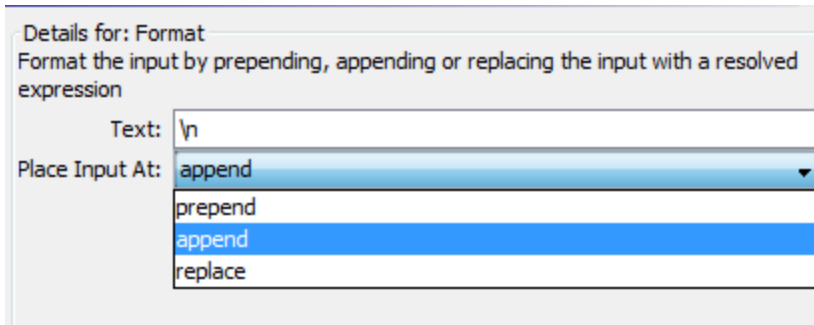 Details for: Format
Format the input by prepending, appending or replacing the input with a resolved
expression
Text: \n
Place Input At: append
prepend
append
replace